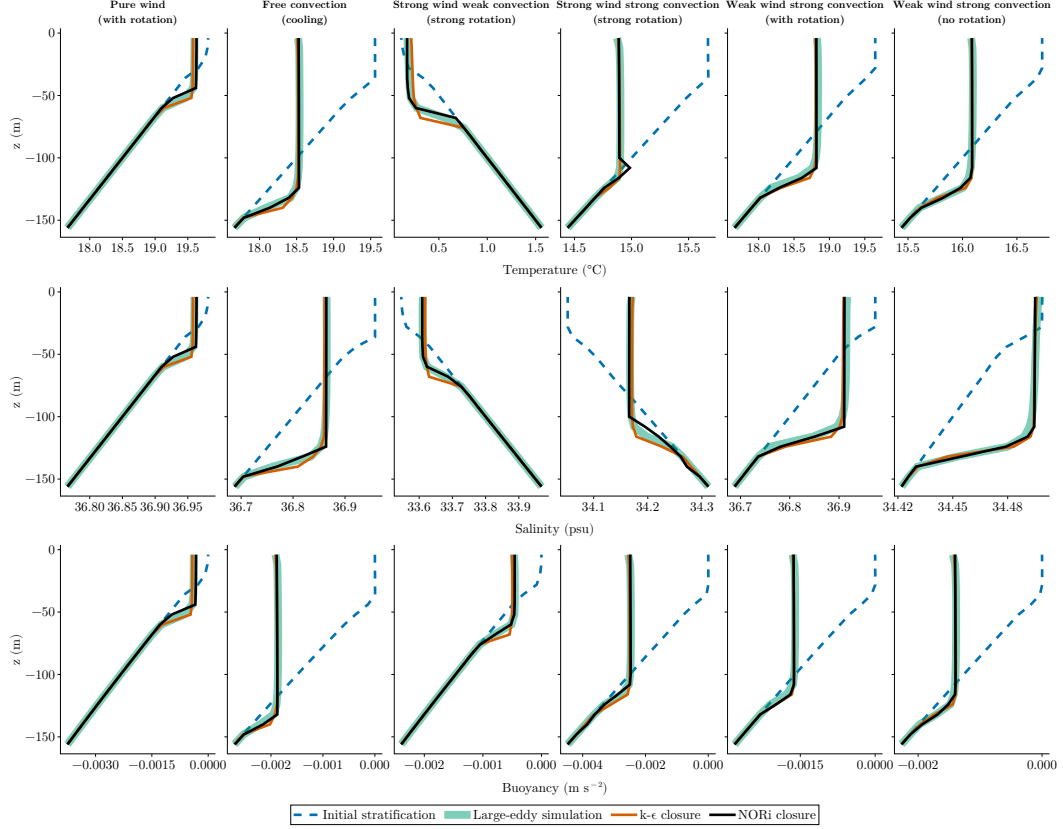 Pure wind
(with rotation)
Free convection
(cooling)
Strong wind weak convection
(strong rotation)
Strong wind strong convection
(strong rotation)
Weak wind strong convection
(with rotation)
Weak wind strong convection
(no rotation)
z (m)
0
−50
−100
−150
18.0 18.5 19.0 19.5
18.0 18.5 19.0 19.5
0.5 1.0 1.5
14.5 15.0 15.5
18.0 18.5 19.0 19.5
15.5 16.0 16.5
Temperature (°C)
z (m)
0
−50
−100
−150
36.80 36.85 36.90 36.95
36.7 36.8 36.9
33.6 33.7 33.8 33.9
34.1 34.2 34.3
36.7 36.8 36.9
34.42 34.45 34.48
Salinity (psu)
z (m)
0
−50
−100
−150
−0.0030 −0.0015 0.0000
−0.002 −0.001 0.000
−0.002 −0.001 0.000
−0.004 −0.002 0.000
−0.0015 0.0000
−0.002 0.000
Buoyancy (m s⁻²)
Initial stratification Large-eddy simulation k-ϵ closure NORi closure